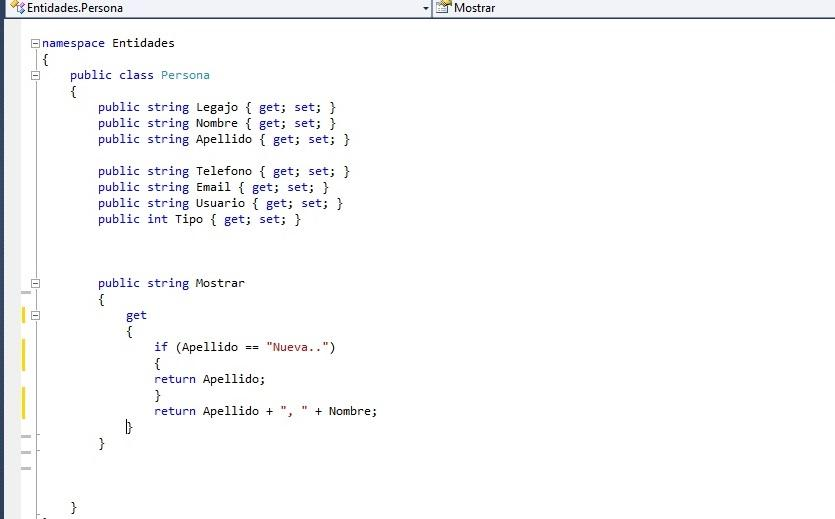 Entidades.Persona Mostrar
namespace Entidades
{
public class Persona
{
public string Legajo { get; set; }
public string Nombre { get; set; }
public string Apellido { get; set; }
public string Telefono { get; set; }
public string Email { get; set; }
public string Usuario { get; set; }
public int Tipo { get; set; }
public string Mostrar
{
get
{
if (Apellido == "Nueva..")
{
return Apellido;
}
return Apellido + ", " + Nombre;
}
}
}